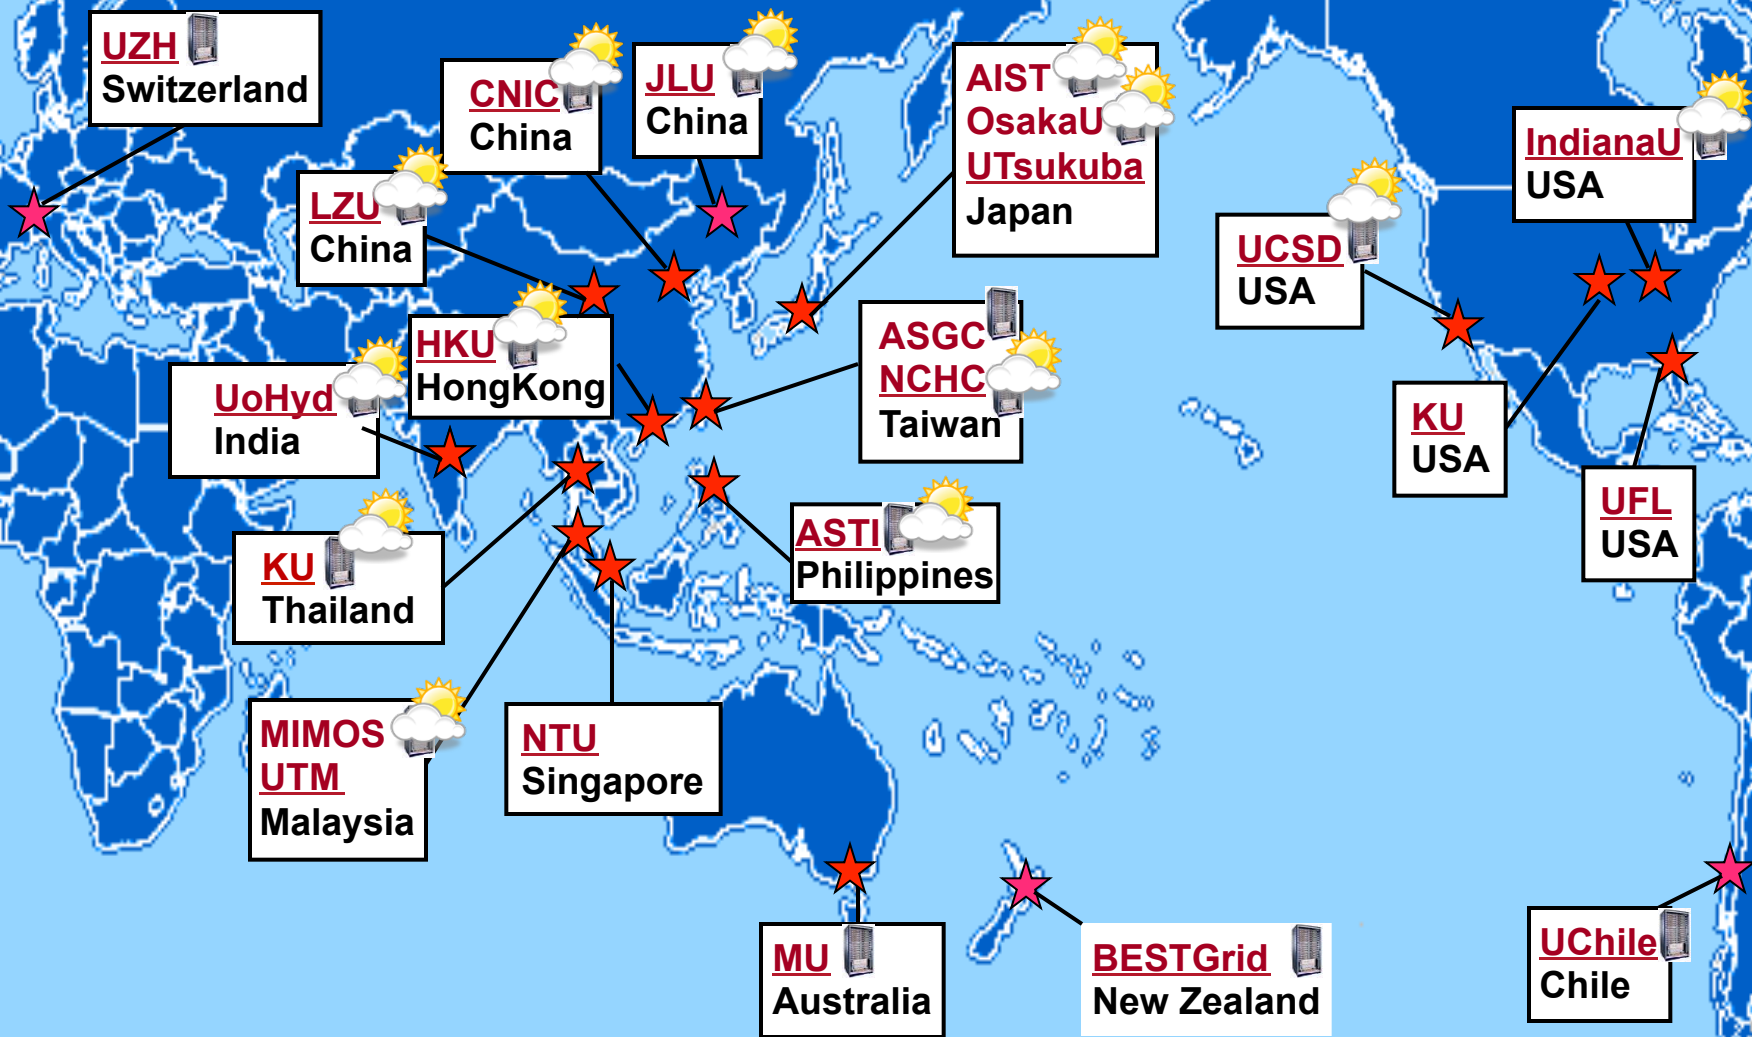 UZH
Switzerland
CNIC
China
JLU
China
AIST
OsakaU
UTsukuba
Japan
IndianaU
USA
LZU
China
UCSD
USA
HKU
HongKong
ASGC
NCHC
Taiwan
UoHyd
India
KU
USA
UFL
USA
ASTI
Philippines
KU
Thailand
MIMOS
UTM
Malaysia
NTU
Singapore
MU
Australia
BESTGrid
New Zealand
UChile
Chile